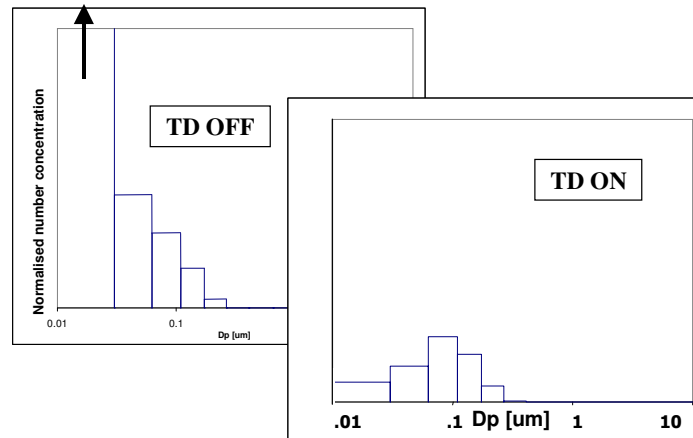 Normalised number concentration
TD OFF
0.01
0.1
Dp [um]
TD ON
.01
.1
Dp [um]
1
10